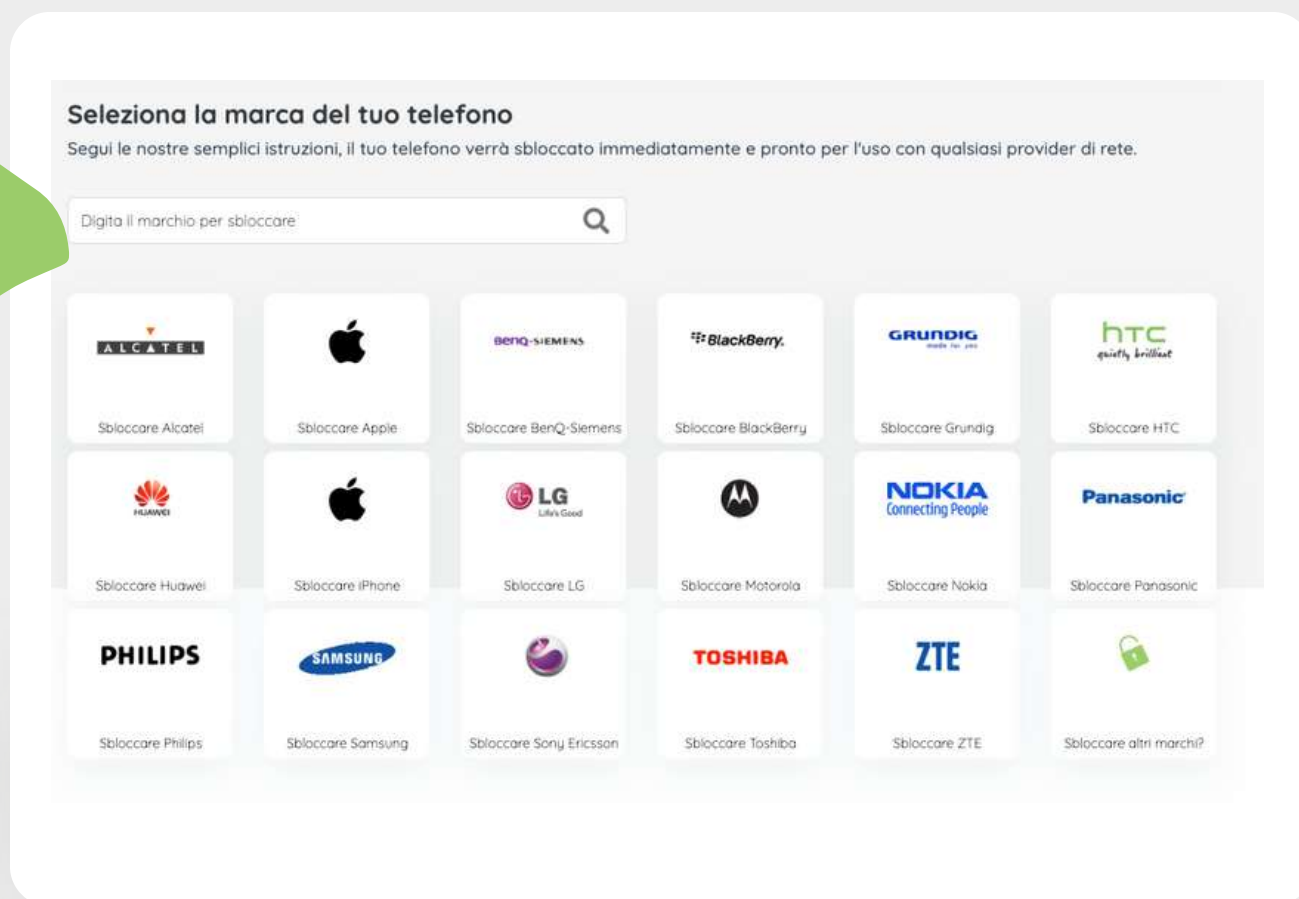 Seleziona la marca del tuo telefono
Segui le nostre semplici istruzioni, il tuo telefono verrà sbloccato immediatamente e pronto per l'uso con qualsiasi provider di rete.
Digita il marchio per sbloccare
ALCATEL
BenQ-SIEMENS
BlackBerry.
GRUNDIG
made for you
hTC
quietly brilliant
Sbloccare Alcatel
Sbloccare Apple
Sbloccare BenQ-Siemens
Sbloccare BlackBerry
Sbloccare Grundig
Sbloccare HTC
HUAWEI
LG
Life's Good
NOKIA
Connecting People
Panasonic
Sbloccare Huawei
Sbloccare iPhone
Sbloccare LG
Sbloccare Motorola
Sbloccare Nokia
Sbloccare Panasonic
PHILIPS
SAMSUNG
TOSHIBA
ZTE
Sbloccare Philips
Sbloccare Samsung
Sbloccare Sony Ericsson
Sbloccare Toshiba
Sbloccare ZTE
Sbloccare altri marchi?